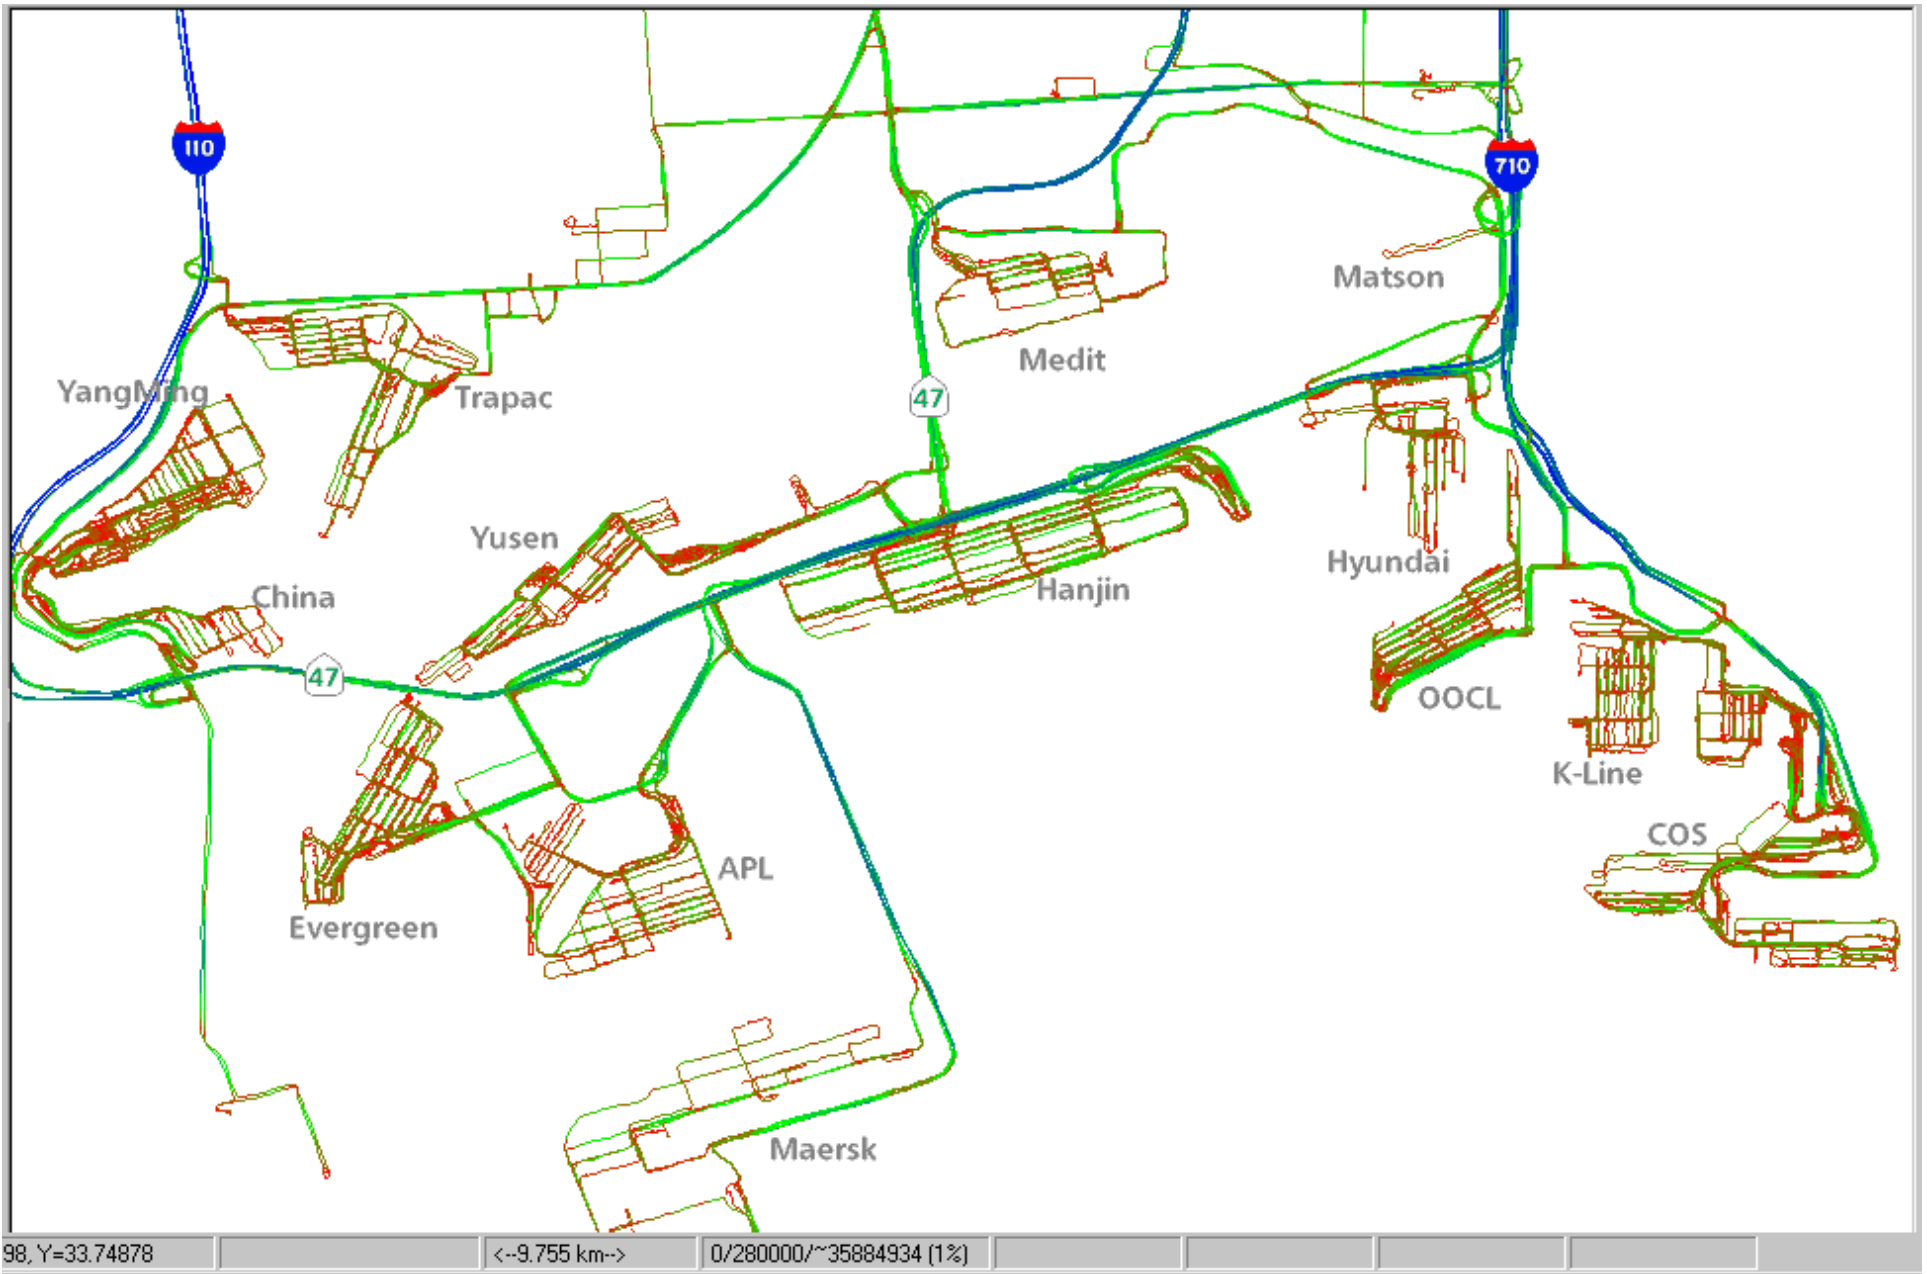 110
710
Matson
Medit
YangMing
Trapac
47
Yusen
Hyundai
China
Hanjin
47
OOCL
K-Line
COS
APL
Evergreen
Maersk
98, Y=33.74878
<--9.755 km-->
0/280000/~35884934 (1%)